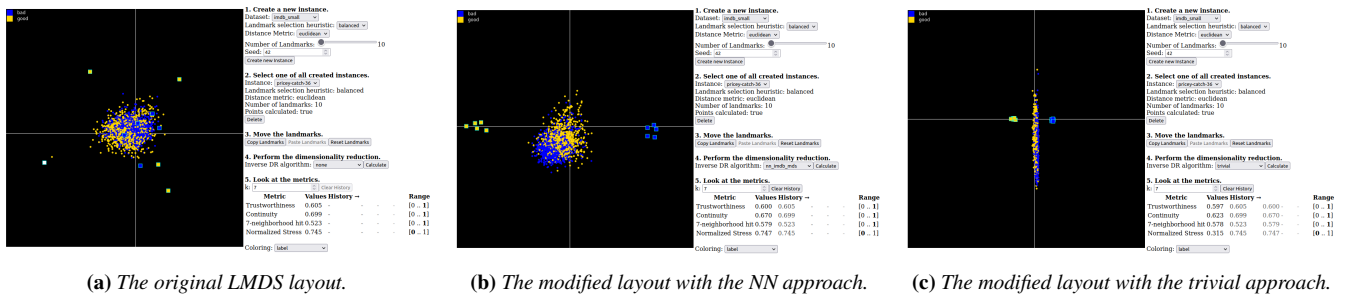 bad
good
1. Create a new instance.
Dataset: imdb_small
Landmark selection heuristic: balanced
Distance Metric: euclidean
Number of Landmarks: 10
Seed: 42
Create new Instance
2. Select one of all created instances.
Instance: pricey-catch-36
Landmark selection heuristic: balanced
Distance metric: euclidean
Number of landmarks: 10
Points calculated: true
Delete
3. Move the landmarks.
Copy Landmarks Paste Landmarks Reset Landmarks
4. Perform the dimensionality reduction.
Inverse DR algorithm: none Calculate
5. Look at the metrics.
k: 7 Clear History
Metric Values History → Range
Trustworthiness 0.605 - - - - [0 .. 1]
Continuity 0.699 - - - - [0 .. 1]
7-neighborhood hit 0.523 - - - - [0 .. 1]
Normalized Stress 0.745 - - - - [0 .. 1]
Coloring: label
(a) The original LMDS layout.
bad
good
1. Create a new instance.
Dataset: imdb_small
Landmark selection heuristic: balanced
Distance Metric: euclidean
Number of Landmarks: 10
Seed: 42
Create new Instance
2. Select one of all created instances.
Instance: pricey-catch-36
Landmark selection heuristic: balanced
Distance metric: euclidean
Number of landmarks: 10
Points calculated: true
Delete
3. Move the landmarks.
Copy Landmarks Paste Landmarks Reset Landmarks
4. Perform the dimensionality reduction.
Inverse DR algorithm: nn_imdb_mds Calculate
5. Look at the metrics.
k: 7 Clear History
Metric Values History → Range
Trustworthiness 0.600 0.605 - - - [0 .. 1]
Continuity 0.670 0.699 - - - [0 .. 1]
7-neighborhood hit 0.579 0.523 - - - [0 .. 1]
Normalized Stress 0.747 0.745 - - - [0 .. 1]
Coloring: label
(b) The modified layout with the NN approach.
bad
good
1. Create a new instance.
Dataset: imdb_small
Landmark selection heuristic: balanced
Distance Metric: euclidean
Number of Landmarks: 10
Seed: 42
Create new Instance
2. Select one of all created instances.
Instance: pricey-catch-36
Landmark selection heuristic: balanced
Distance metric: euclidean
Number of landmarks: 10
Points calculated: true
Delete
3. Move the landmarks.
Copy Landmarks Paste Landmarks Reset Landmarks
4. Perform the dimensionality reduction.
Inverse DR algorithm: trivial Calculate
5. Look at the metrics.
k: 7 Clear History
Metric Values History → Range
Trustworthiness 0.597 0.605 0.600 - - [0 .. 1]
Continuity 0.623 0.699 0.670 - - [0 .. 1]
7-neighborhood hit 0.578 0.523 0.579 - - [0 .. 1]
Normalized Stress 0.315 0.745 0.747 - - [0 .. 1]
Coloring: label
(c) The modified layout with the trivial approach.